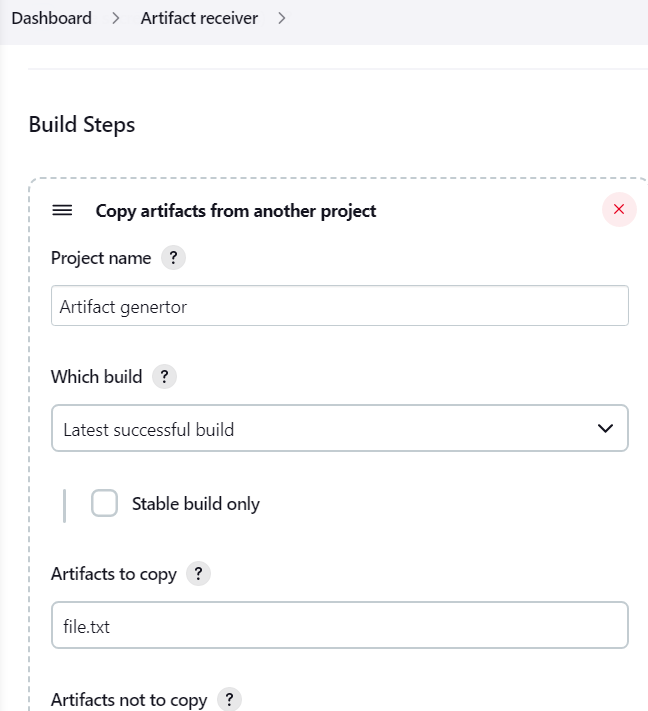 Dashboard > Artifact receiver >
Build Steps
Copy artifacts from another project
Project name ?
Artifact genertor
Which build ?
Latest successful build
Stable build only
Artifacts to copy ?
file.txt
Artifacts not to copy ?